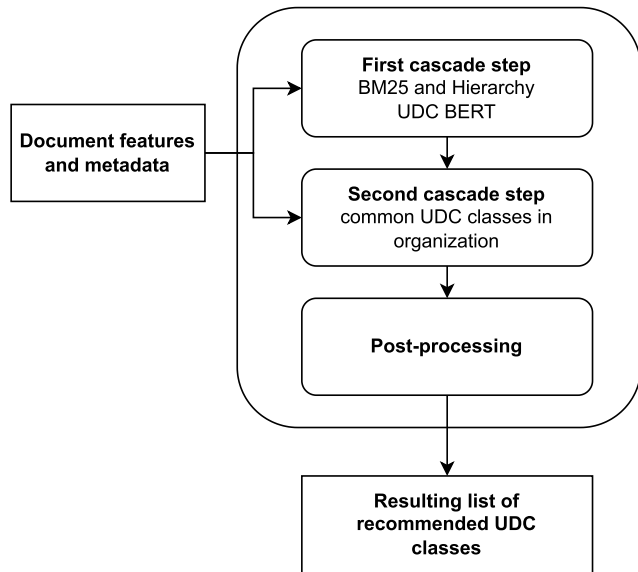 First cascade step
BM25 and Hierarchy
UDC BERT
Document features
and metadata
Second cascade step
common UDC classes in
organization
Post-processing
Resulting list of
recommended UDC
classes